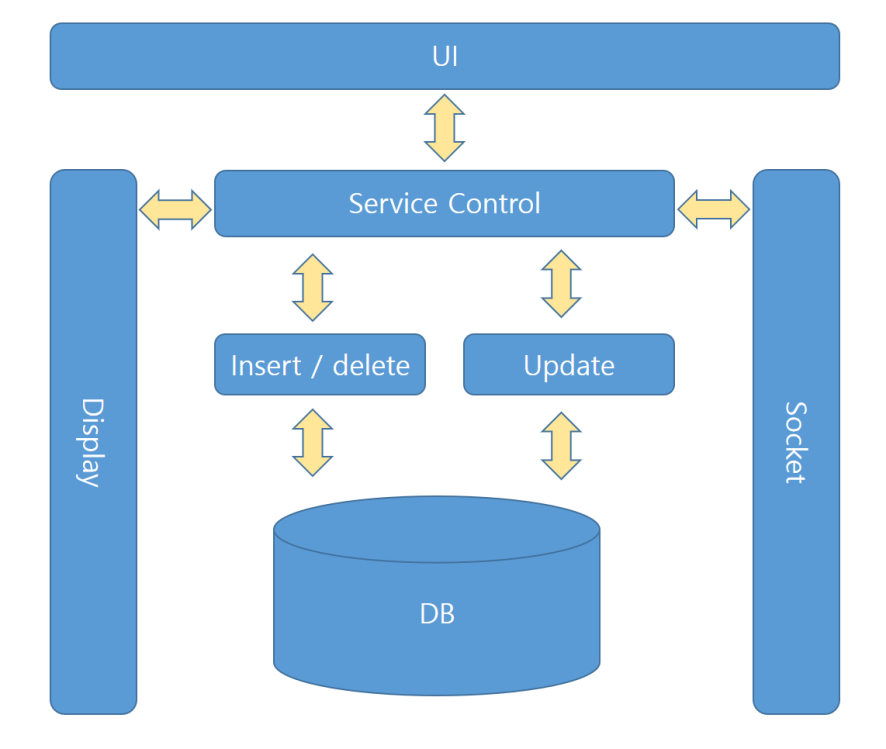 UI
Service Control
Insert / delete
Update
Display
Socket
DB